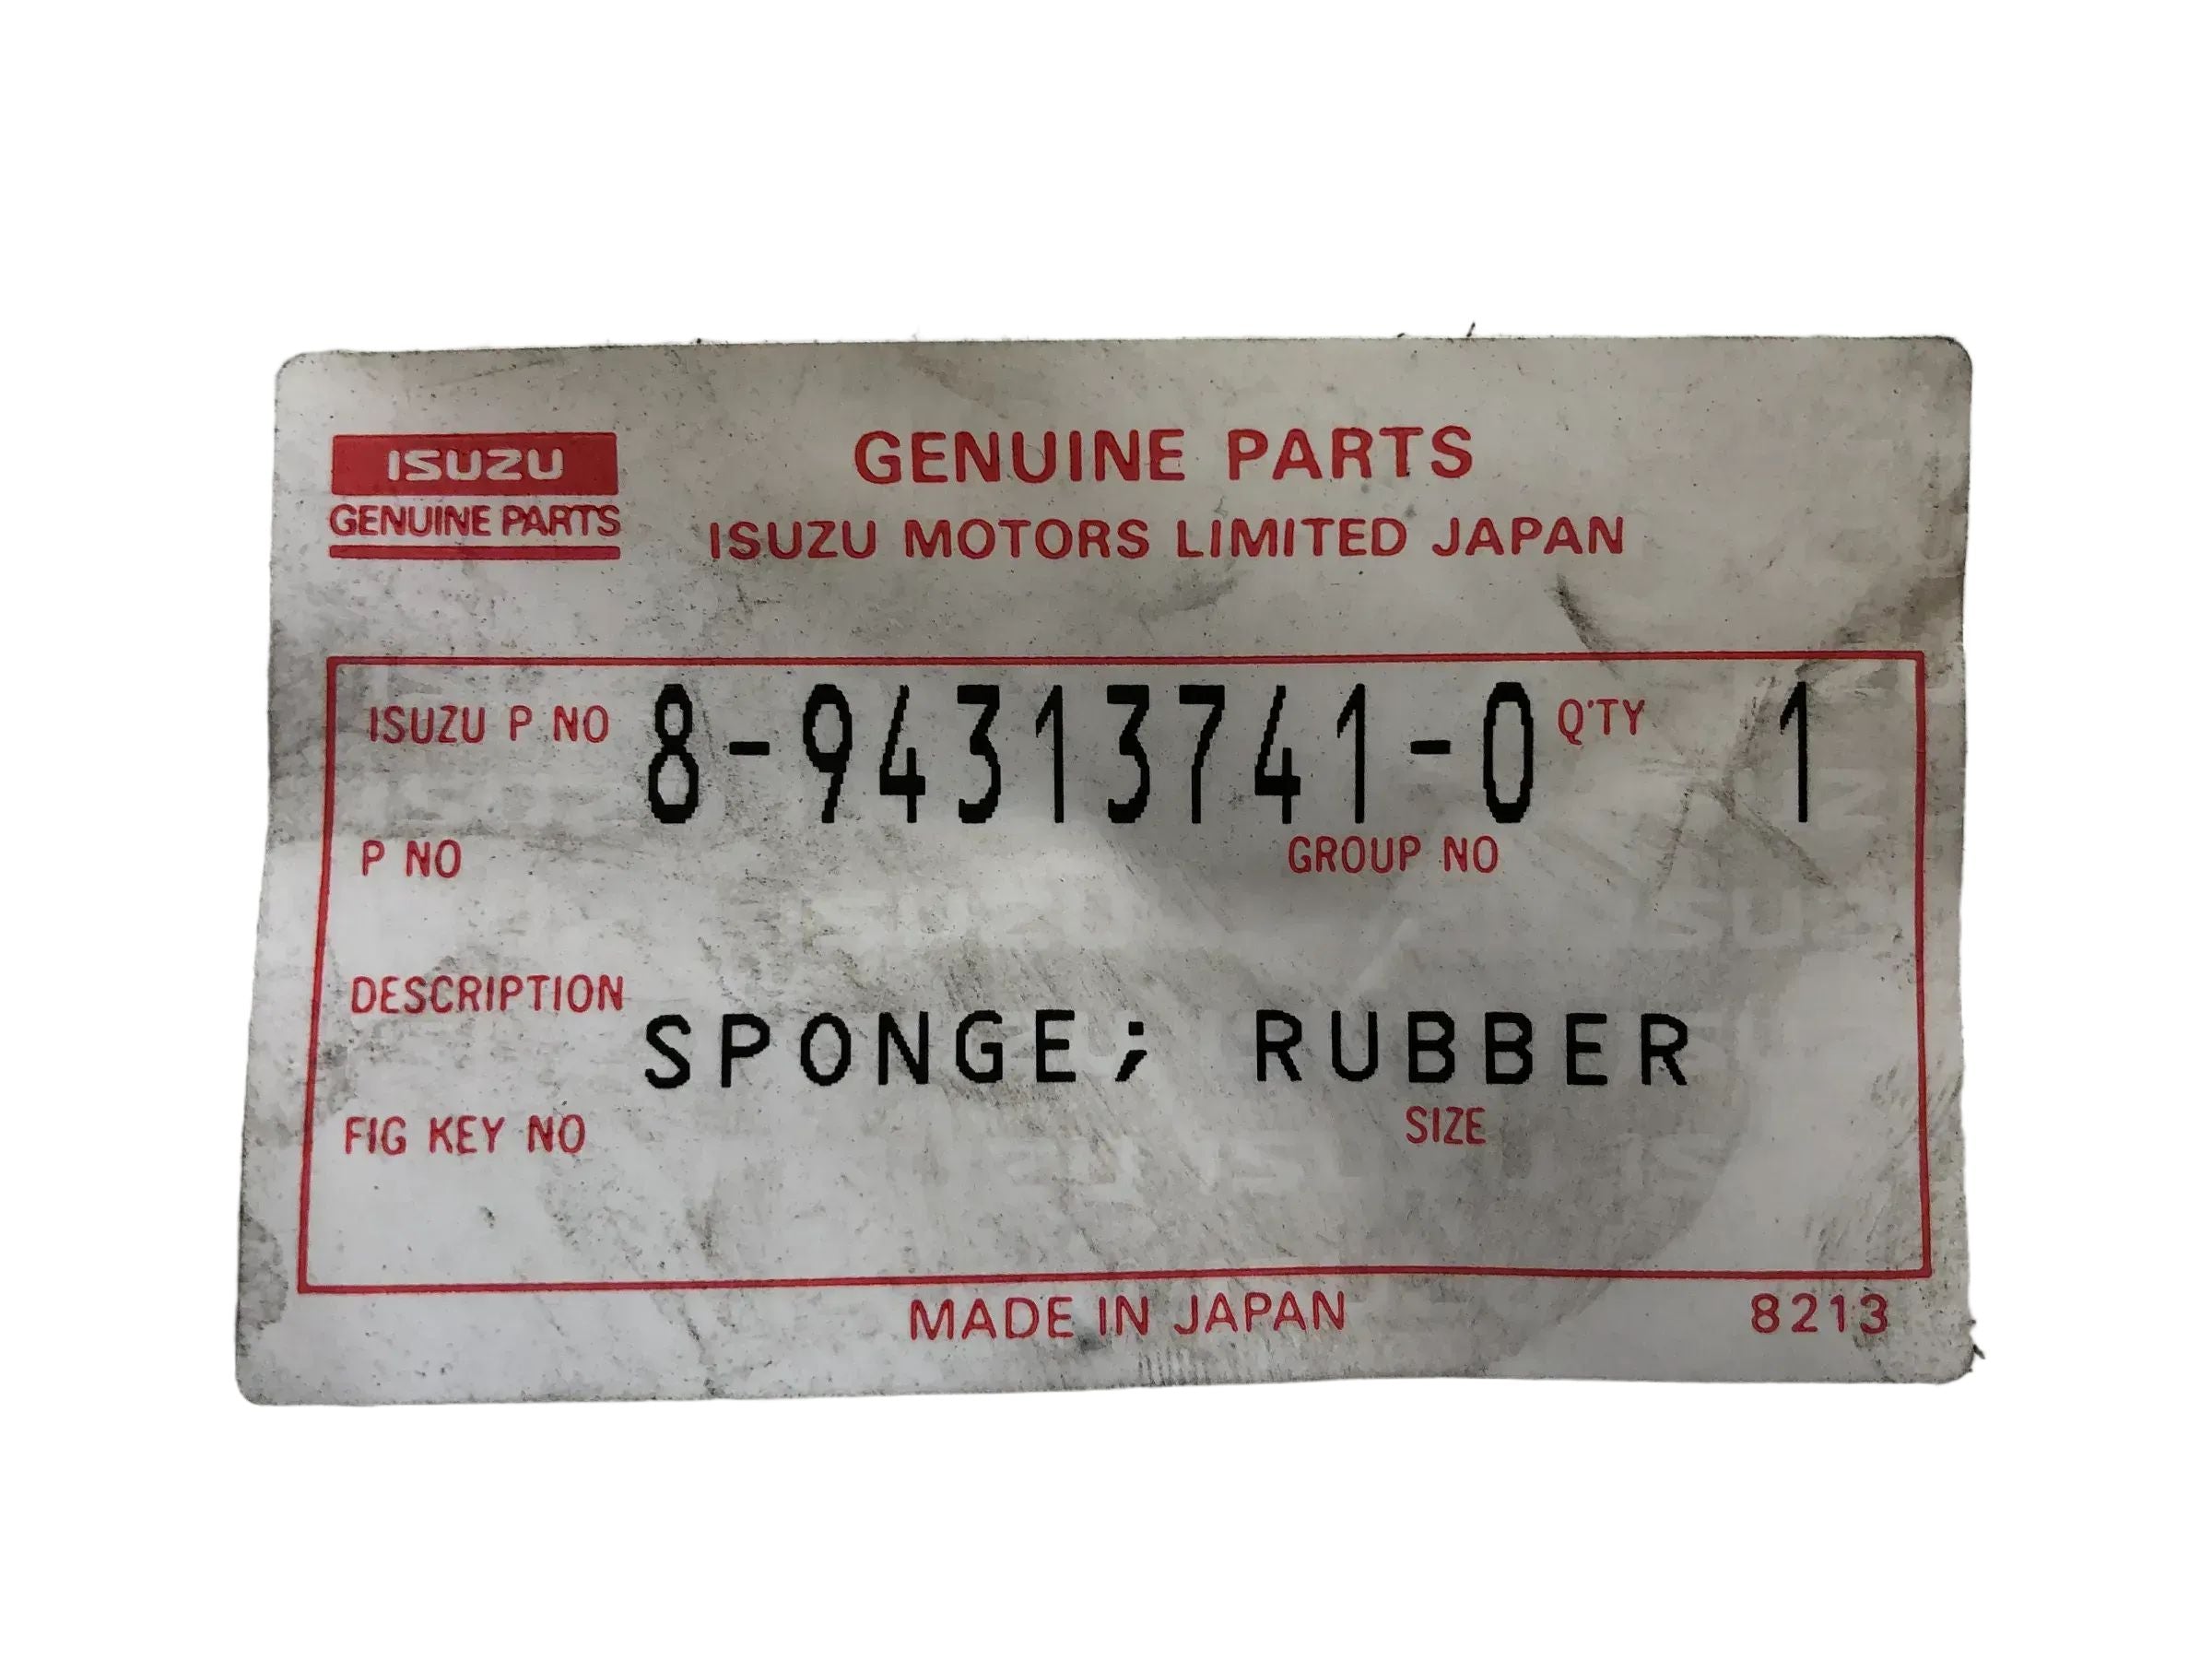 ISUZU
GENUINE PARTS
GENUINE PARTS
ISUZU MOTORS LIMITED JAPAN
ISUZU P NO 8-94313741-0 Q'TY 1
P NO GROUP NO
DESCRIPTION SPONGE; RUBBER
FIG KEY NO SIZE
MADE IN JAPAN 8213